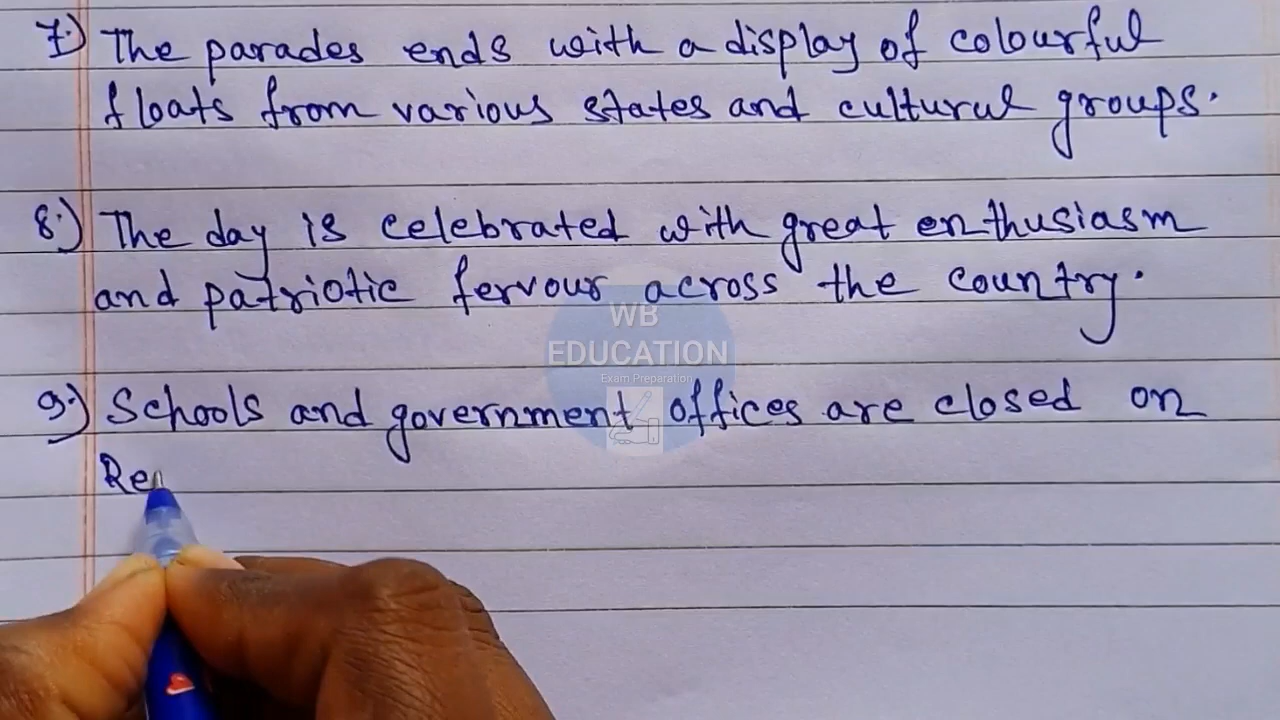 7.) The parades ends with a display of colourful
floats from various states and cultural groups.
8.) The day is celebrated with great enthusiasm
and patriotic fervour across the country.
WB
EDUCATION
Exam Preparation
9.) Schools and government offices are closed on
Re